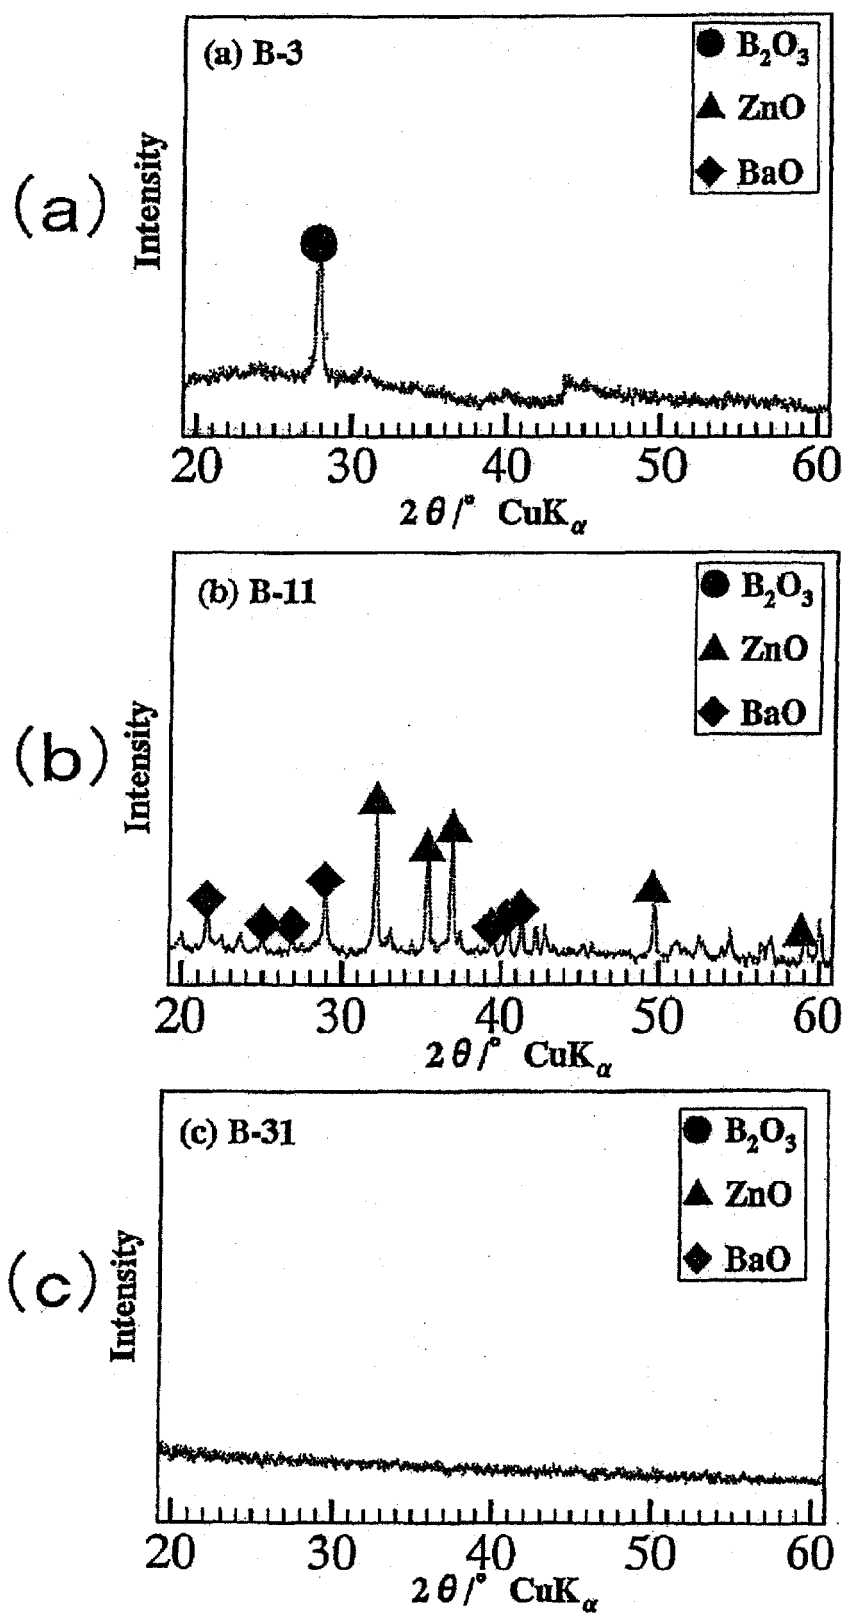 (a)
(a) B-3
B₂O₃
ZnO
BaO
Intensity
20 30 40 50 60
2θ/° CuKα
(b)
(b) B-11
B₂O₃
ZnO
BaO
Intensity
20 30 40 50 60
2θ/° CuKα
(c)
(c) B-31
B₂O₃
ZnO
BaO
Intensity
20 30 40 50 60
2θ/° CuKα